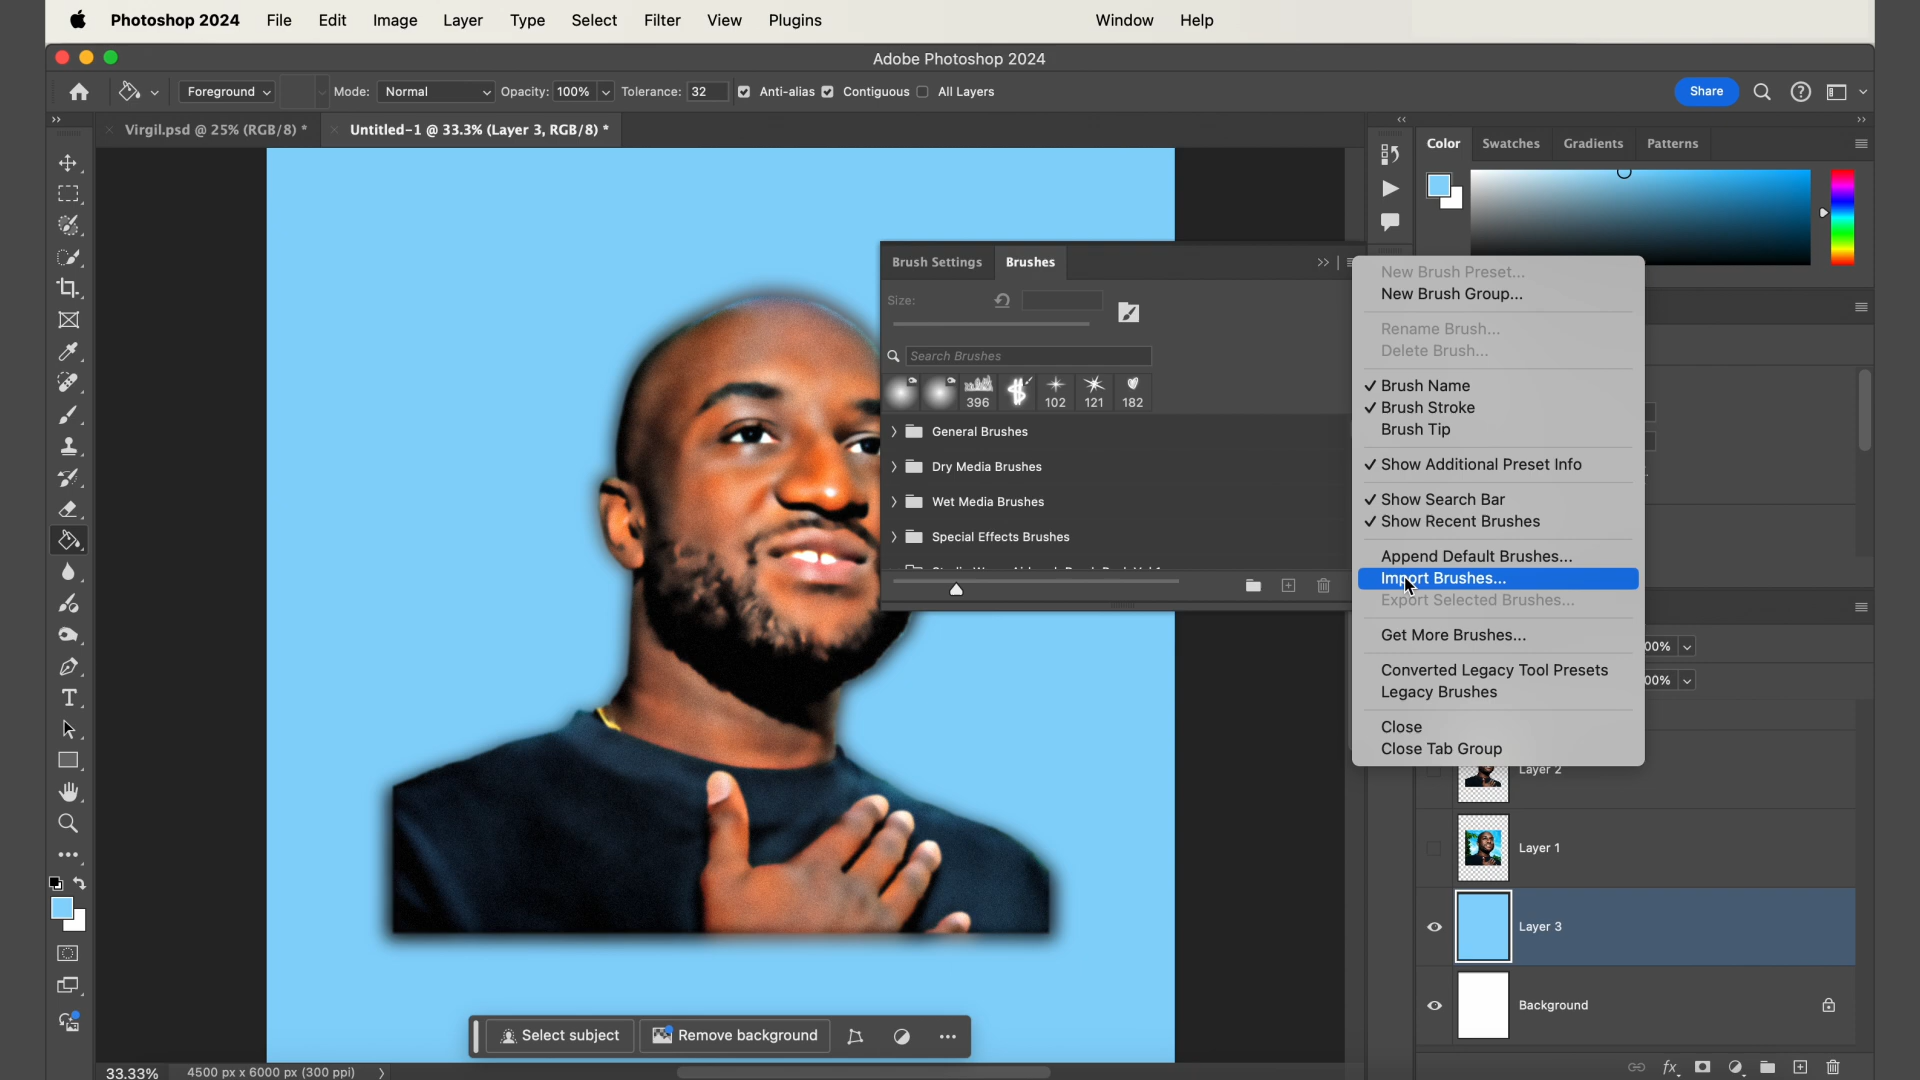 Photoshop 2024 File Edit Image Layer Type Select Filter View Plugins Window Help
Adobe Photoshop 2024
Foreground Mode: Normal Opacity: 100% Tolerance: 32 Anti-alias Contiguous All Layers Share
Virgil.psd @ 25% (RGB/8) * Untitled-1 @ 33.3% (Layer 3, RGB/8) *
Color Swatches Gradients Patterns
Brush Settings Brushes
Size:
Search Brushes
396 102 121 182
General Brushes
Dry Media Brushes
Wet Media Brushes
Special Effects Brushes
New Brush Preset...
New Brush Group...
Rename Brush...
Delete Brush...
Brush Name
Brush Stroke
Brush Tip
Show Additional Preset Info
Show Search Bar
Show Recent Brushes
Append Default Brushes...
Import Brushes...
Export Selected Brushes...
Get More Brushes...
Converted Legacy Tool Presets
Legacy Brushes
Close
Close Tab Group
00%
00%
Layer 2
Layer 1
Layer 3
Background
Select subject Remove background
33.33% 4500 px x 6000 px (300 ppi)
fx